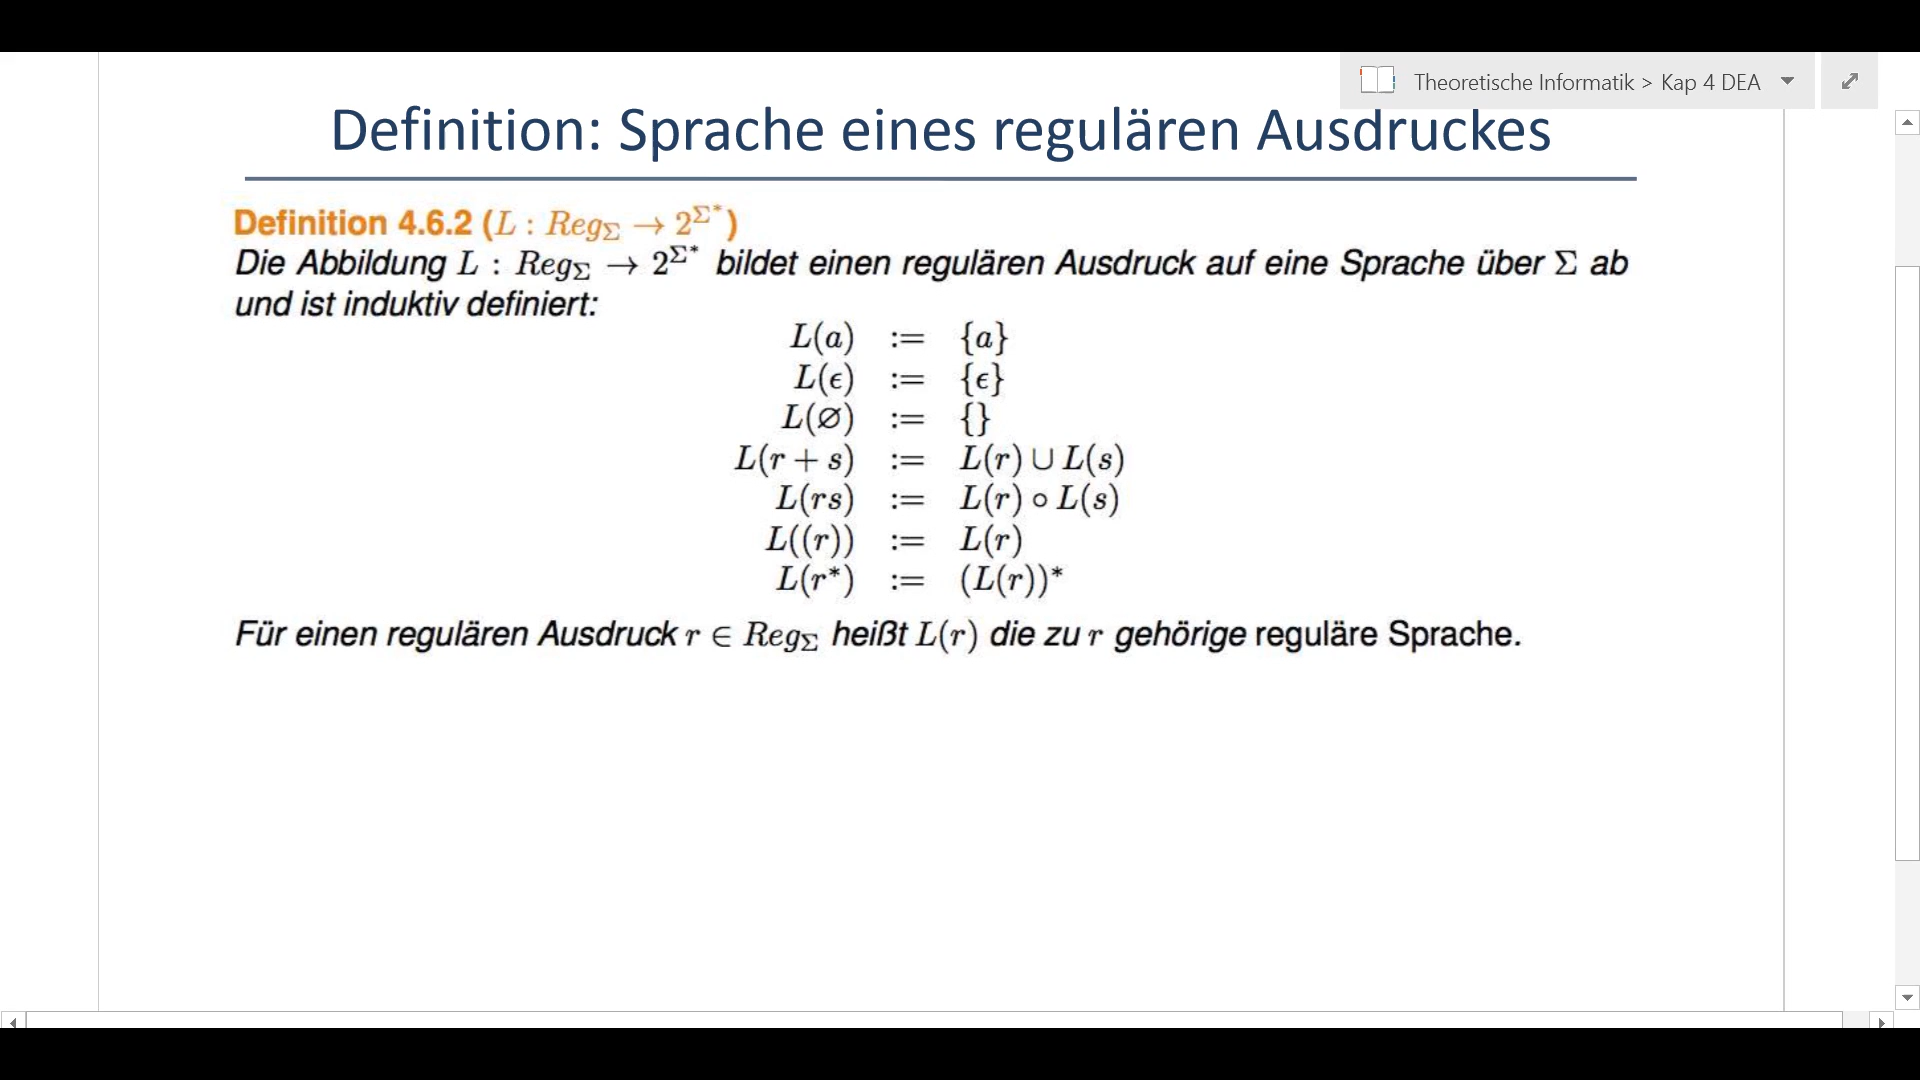 Theoretische Informatik > Kap 4 DEA
Definition: Sprache eines regulären Ausdruckes
Definition 4.6.2 (L : Reg_Σ → 2^{Σ*})
Die Abbildung L : Reg_Σ → 2^{Σ*} bildet einen regulären Ausdruck auf eine Sprache über Σ ab
und ist induktiv definiert:
L(a) := {a}
L(ϵ) := {ϵ}
L(∅) := {}
L(r + s) := L(r) ∪ L(s)
L(rs) := L(r) ∘ L(s)
L((r)) := L(r)
L(r*) := (L(r))*
Für einen regulären Ausdruck r ∈ Reg_Σ heißt L(r) die zu r gehörige reguläre Sprache.